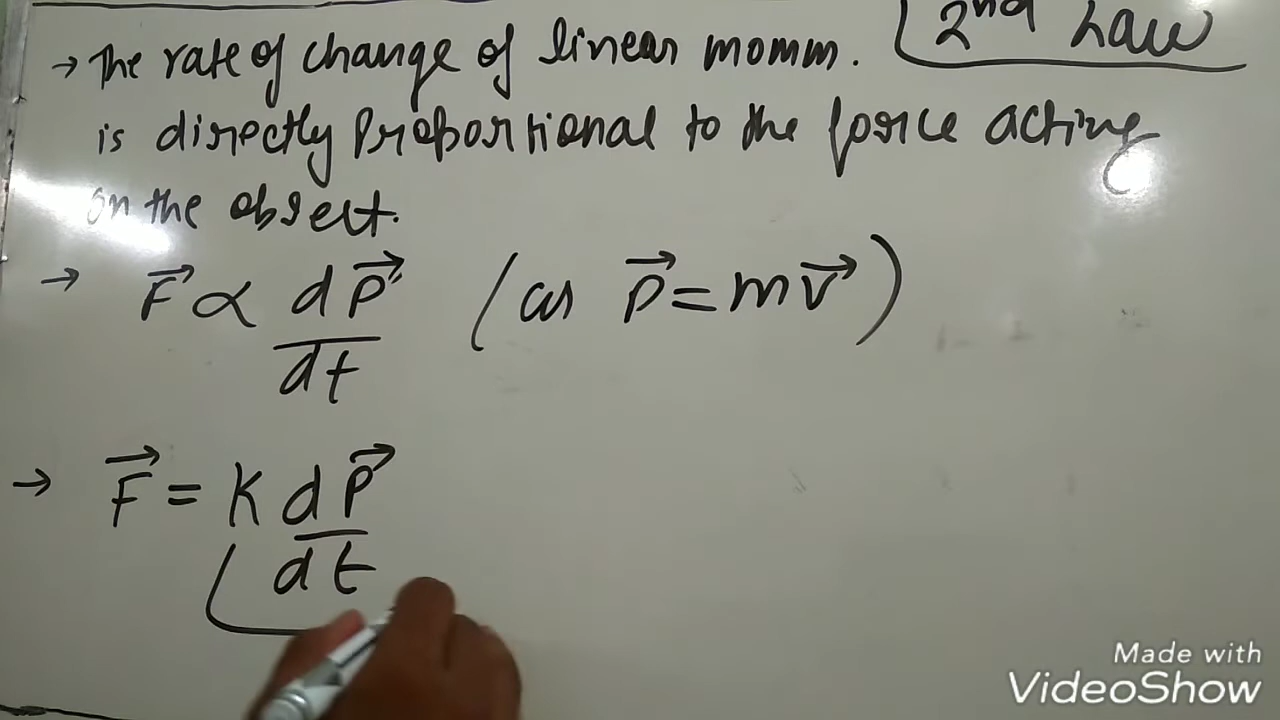 2nd Law
→ The rate of change of linear momm.
is directly Proportional to the force acting
on the obsect.
→ F⃗ ∝ dP⃗/dt (as P⃗ = mv⃗)
→ F⃗ = K dP⃗/dt
Made with
VideoShow